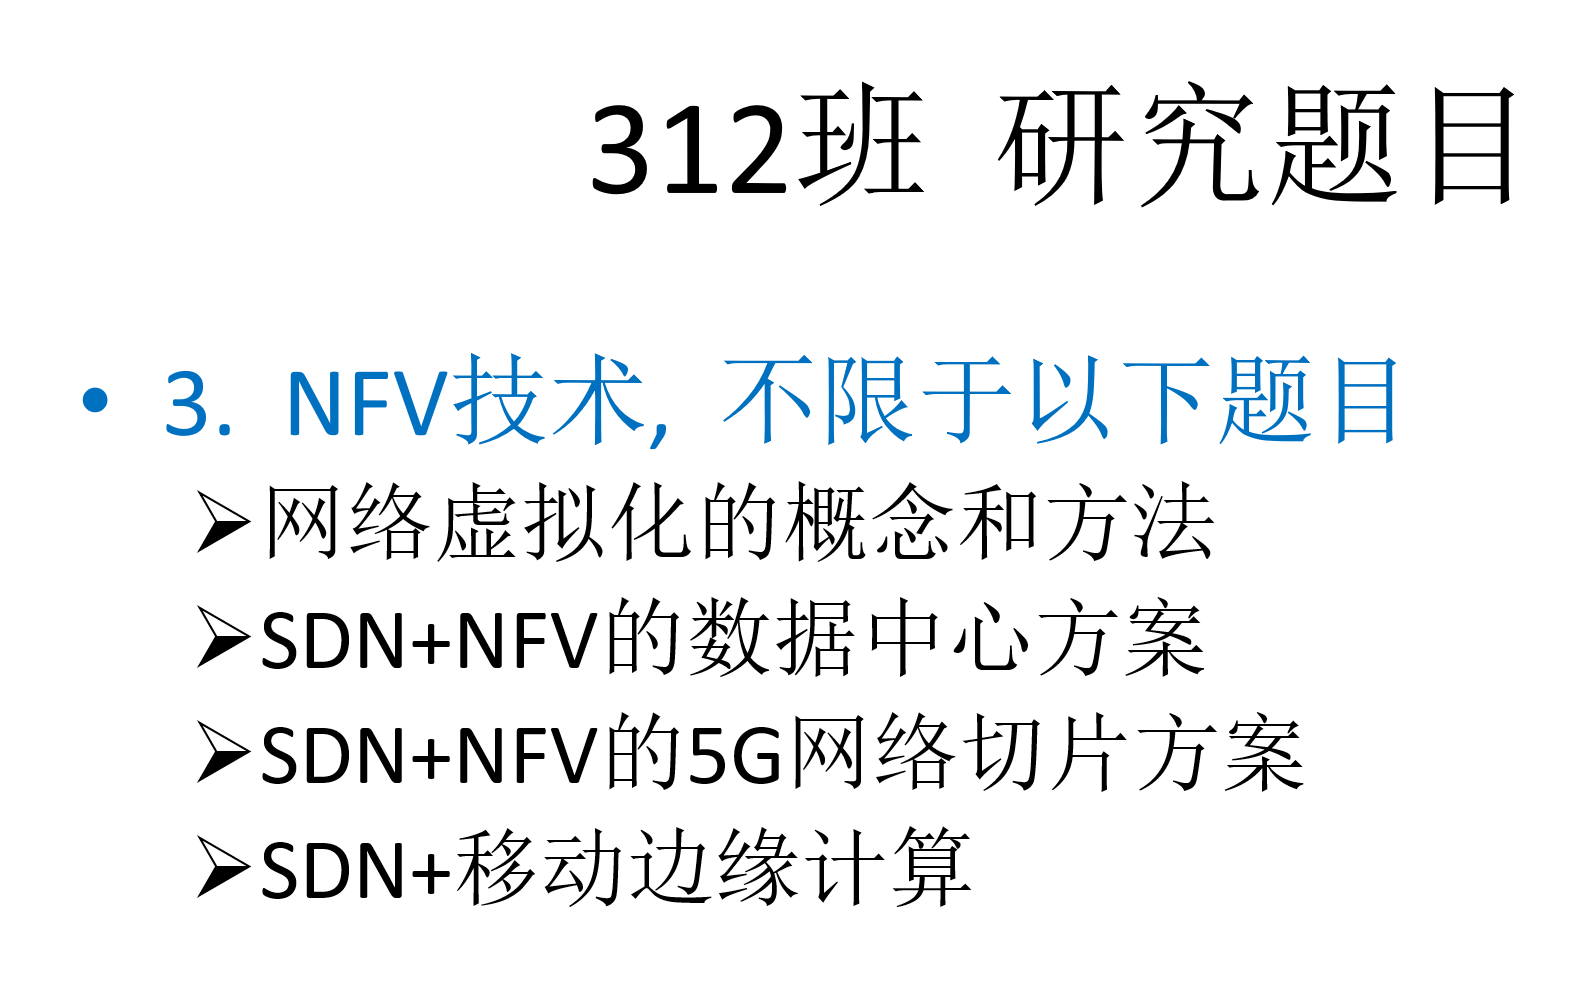 312班 研究题目
• 3. NFV技术, 不限于以下题目
➢网络虚拟化的概念和方法
➢SDN+NFV的数据中心方案
➢SDN+NFV的5G网络切片方案
➢SDN+移动边缘计算